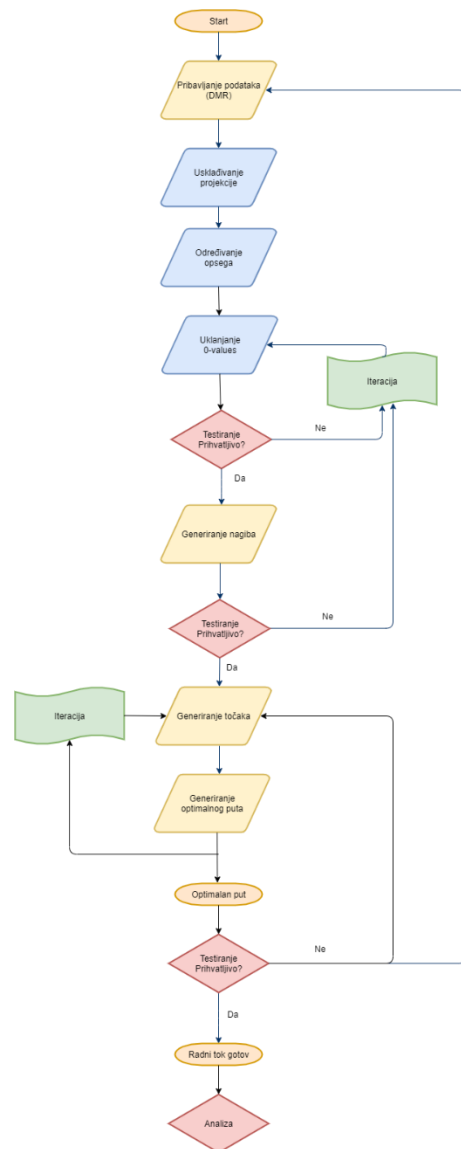 Start
Pribavljanje podataka
(DMR)
Usklađivanje
projekcije
Određivanje
opsega
Uklanjanje
0-values
Iteracija
Testiranje
Prihvatljivo?
Ne
Da
Generiranje nagiba
Testiranje
Prihvatljivo?
Ne
Da
Iteracija
Generiranje točaka
Generiranje
optimalnog puta
Optimalan put
Testiranje
Prihvatljivo?
Ne
Da
Radni tok gotov
Analiza